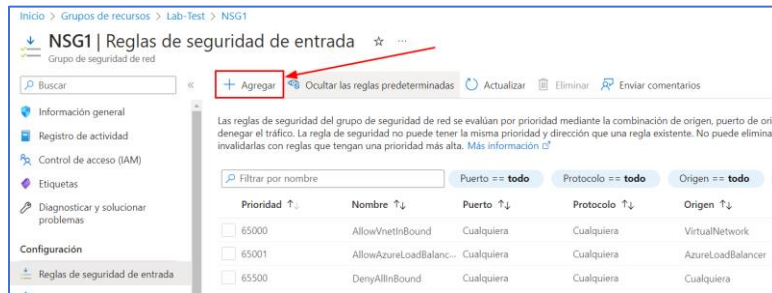 Inicio > Grupos de recursos > Lab-Test > NSG1
NSG1 | Reglas de seguridad de entrada ☆ ...
Grupo de seguridad de red
Buscar
«
+ Agregar
Ocultar las reglas predeterminadas
Actualizar
Eliminar
Enviar comentarios
Información general
Registro de actividad
Control de acceso (IAM)
Etiquetas
Diagnosticar y solucionar
problemas
Configuración
Reglas de seguridad de entrada
Las reglas de seguridad del grupo de seguridad de red se evalúan por prioridad mediante la combinación de origen, puerto de ori
denegar el tráfico. La regla de seguridad no puede tener la misma prioridad y dirección que una regla existente. No puede elimina
invalidarlas con reglas que tengan una prioridad más alta. Más información
Filtrar por nombre
Puerto == todo
Protocolo == todo
Origen == todo
Prioridad ↑↓ Nombre ↑↓ Puerto ↑↓ Protocolo ↑↓ Origen ↑↓
65000 AllowVnetInBound Cualquiera Cualquiera VirtualNetwork
65001 AllowAzureLoadBalanc... Cualquiera Cualquiera AzureLoadBalancer
65500 DenyAllInBound Cualquiera Cualquiera Cualquiera